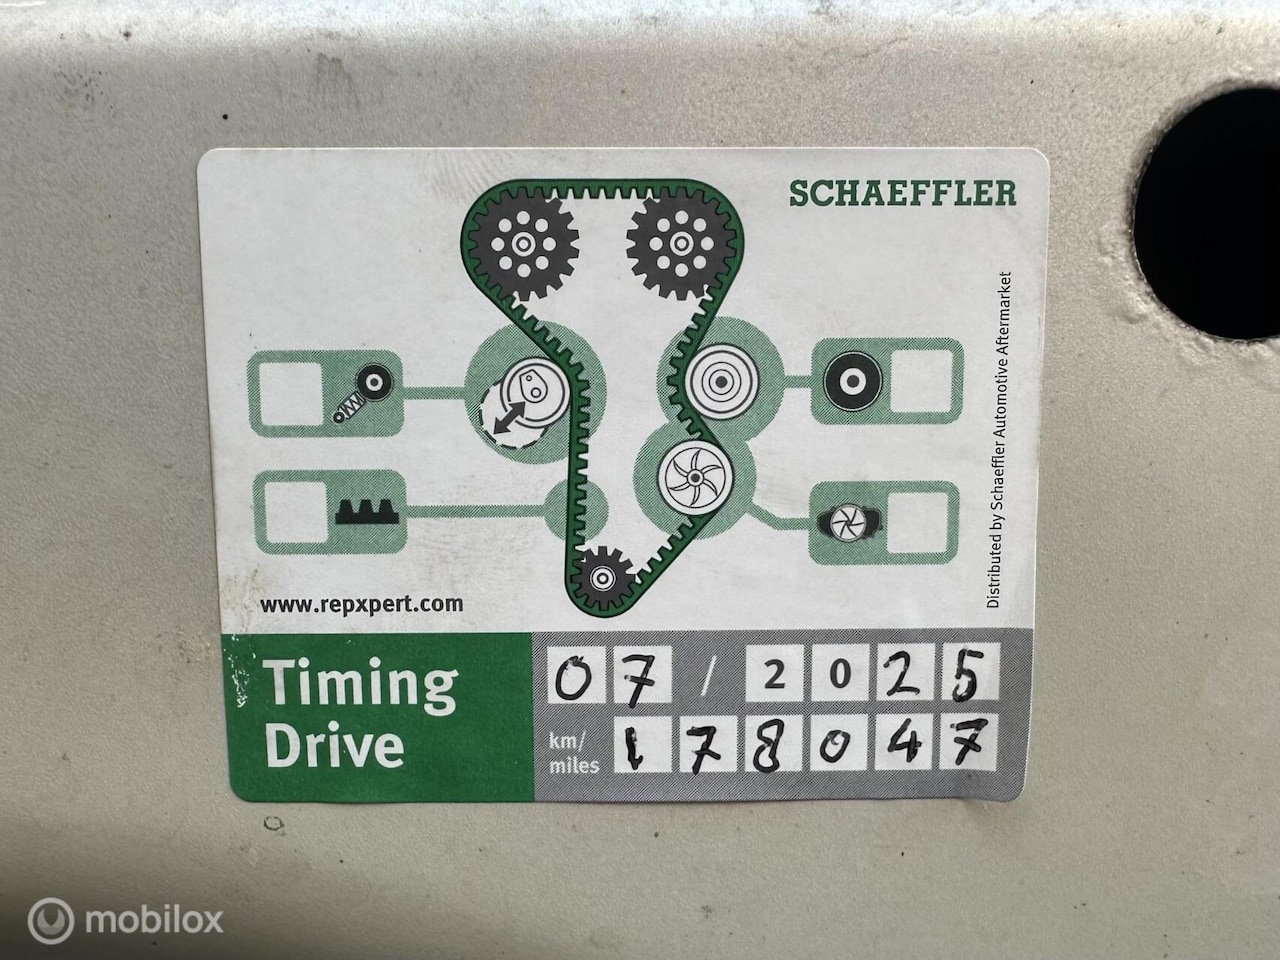 SCHAEFFLER
Distributed by Schaeffler Automotive Aftermarket
www.repxpert.com
Timing
Drive
07 / 2025
km/
miles
178047
mobilox